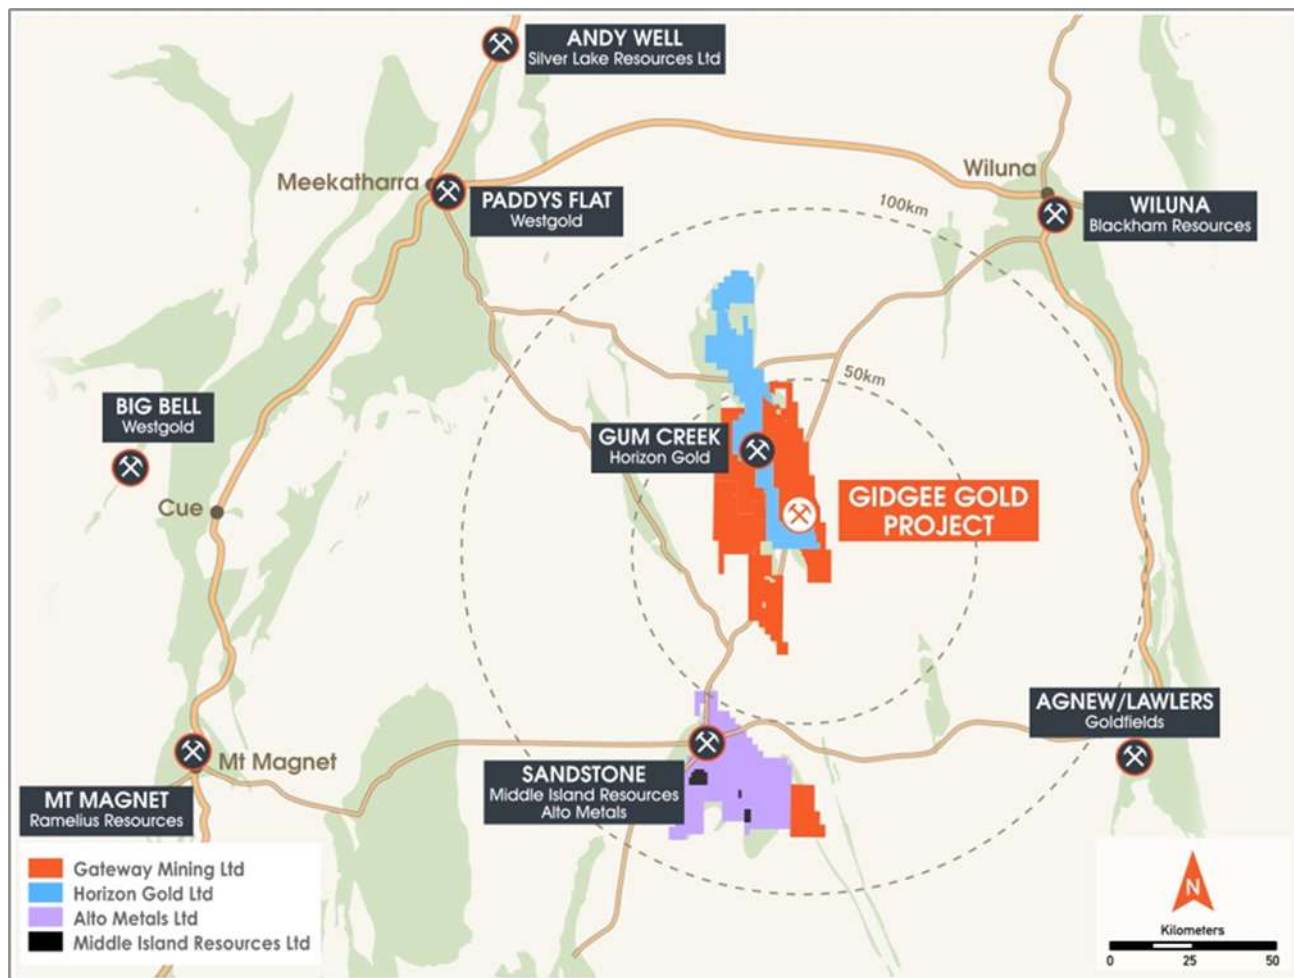 ANDY WELL
Silver Lake Resources Ltd
Meekatharra
PADDYS FLAT
Westgold
Wiluna
WILUNA
Blackham Resources
100km
50km
BIG BELL
Westgold
Cue
GUM CREEK
Horizon Gold
GIDGEE GOLD
PROJECT
AGNEW/LAWLERS
Goldfields
Mt Magnet
MT MAGNET
Ramelius Resources
SANDSTONE
Middle Island Resources
Alto Metals
Gateway Mining Ltd
Horizon Gold Ltd
Alto Metals Ltd
Middle Island Resources Ltd
N
Kilometers
0 25 50